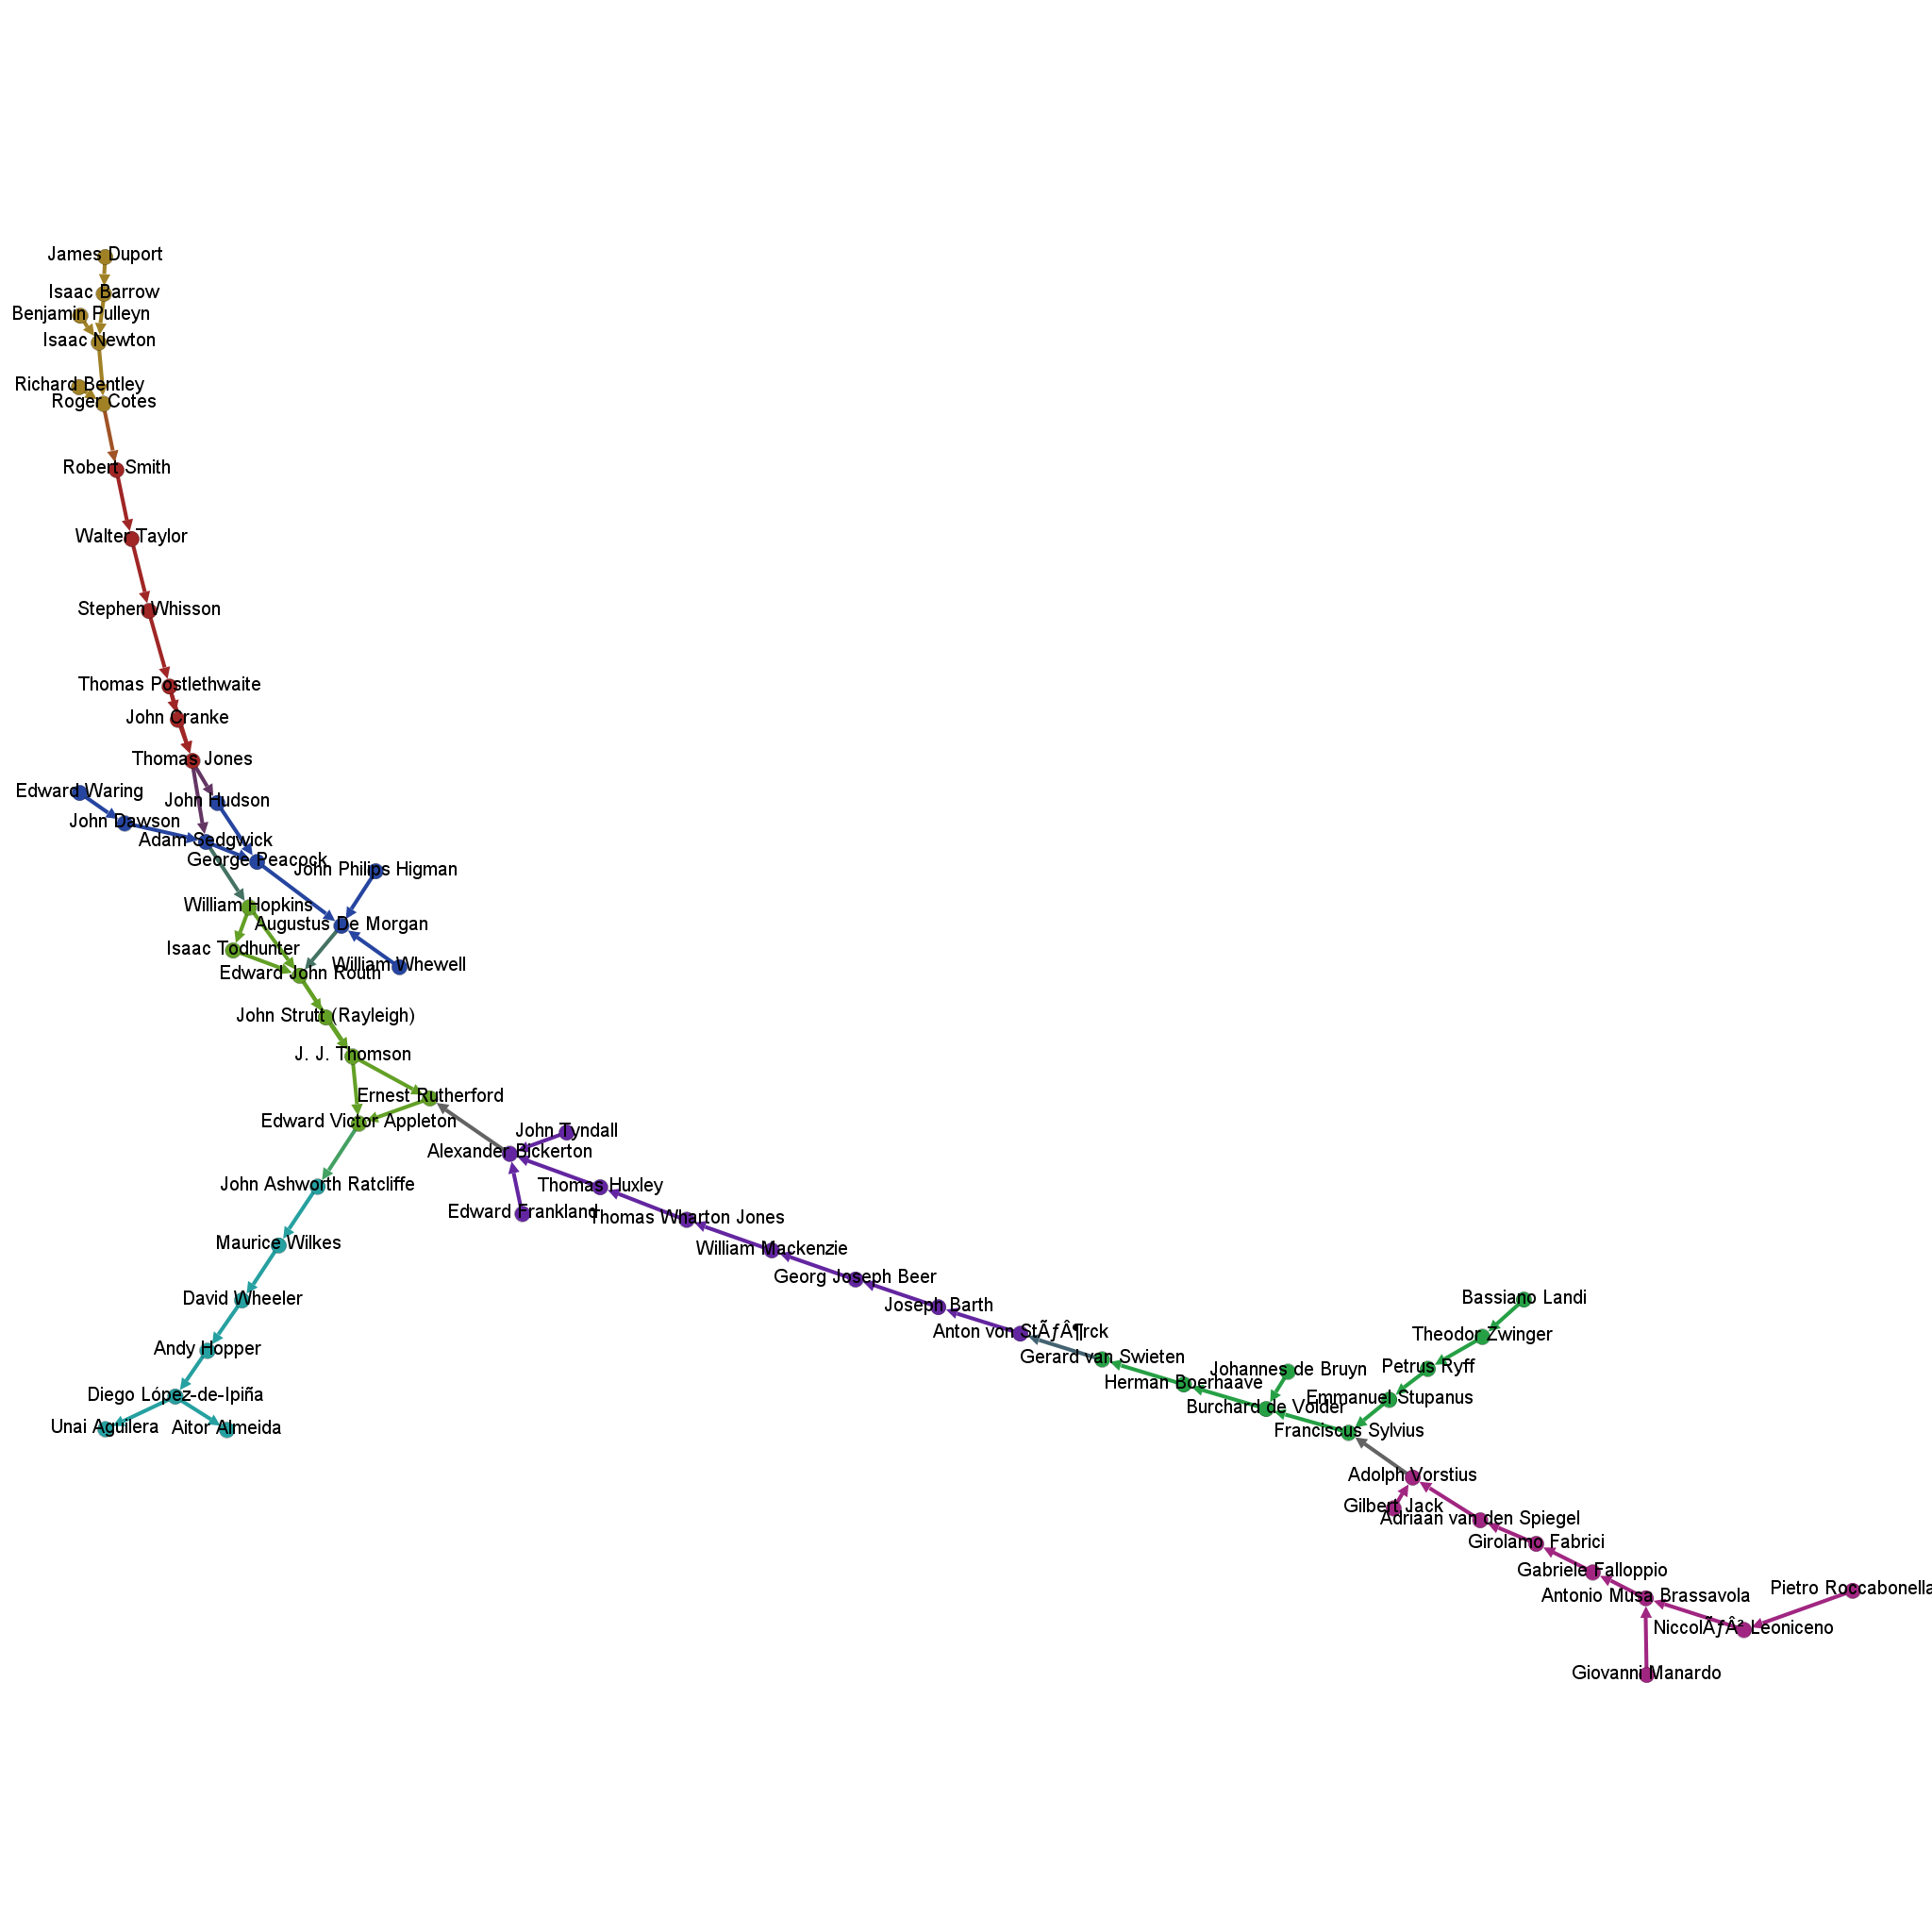 James Duport
Isaac Barrow
Benjamin Pulleyn
Isaac Newton
Richard Bentley
Roger Cotes
Robert Smith
Walter Taylor
Stephen Whisson
Thomas Postlethwaite
John Cranke
Thomas Jones
Edward Waring
John Hudson
John Dawson
Adam Sedgwick
George Peacock
John Philips Higman
William Hopkins
Augustus De Morgan
Isaac Todhunter
William Whewell
Edward John Routh
John Strutt (Rayleigh)
J. J. Thomson
Ernest Rutherford
Edward Victor Appleton
John Tyndall
Alexander Bickerton
John Ashworth Ratcliffe
Thomas Huxley
Edward Frankland
Thomas Wharton Jones
Maurice Wilkes
William Mackenzie
Georg Joseph Beer
David Wheeler
Bassiano Landi
Joseph Barth
Anton von StÃƒÂ¶rck
Theodor Zwinger
Andy Hopper
Gerard van Swieten
Johannes de Bruyn
Petrus Ryff
Herman Boerhaave
Diego López-de-Ipiña
Emmanuel Stupanus
Burchard de Volder
Unai Aguilera
Aitor Almeida
Franciscus Sylvius
Adolph Vorstius
Gilbert Jack
Adriaan van den Spiegel
Girolamo Fabrici
Gabriele Falloppio
Pietro Roccabonella
Antonio Musa Brassavola
NiccolÃƒÂ² Leoniceno
Giovanni Manardo